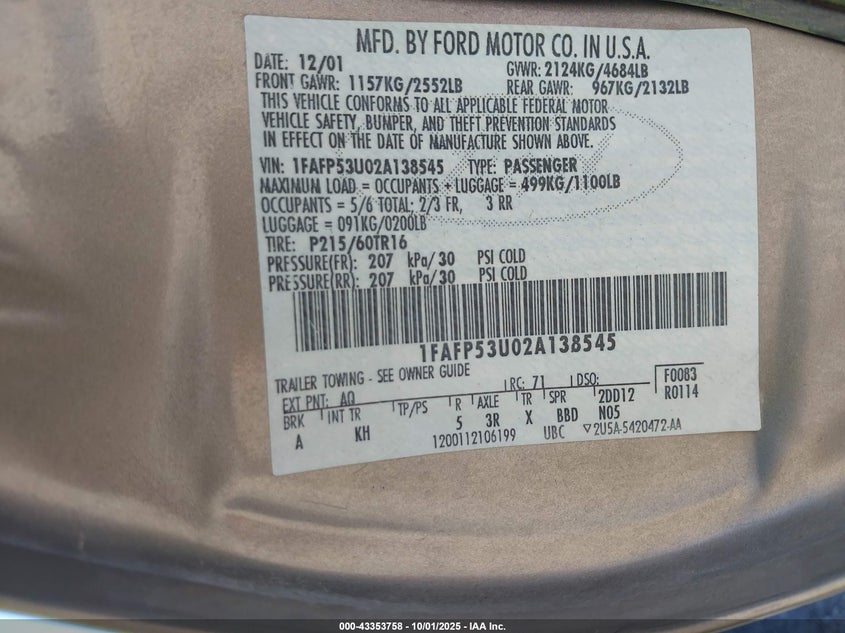 MFD. BY FORD MOTOR CO. IN U.S.A.
DATE: 12/01 GVWR: 2124KG/4684LB
FRONT GAWR: 1157KG/2552LB REAR GAWR: 967KG/2132LB
THIS VEHICLE CONFORMS TO ALL APPLICABLE FEDERAL MOTOR
VEHICLE SAFETY, BUMPER, AND THEFT PREVENTION STANDARDS
IN EFFECT ON THE DATE OF MANUFACTURE SHOWN ABOVE.
VIN: 1FAFP53U02A138545 TYPE: PASSENGER
MAXIMUM LOAD = OCCUPANTS + LUGGAGE = 499KG/1100LB
OCCUPANTS = 5/6 TOTAL; 2/3 FR, 3 RR
LUGGAGE = 091KG/0200LB
TIRE: P215/60TR16
PRESSURE(FR): 207 kPa/30 PSI COLD
PRESSURE(RR): 207 kPa/30 PSI COLD
1FAFP53U02A138545
TRAILER TOWING - SEE OWNER GUIDE
EXT PNT: AQ RC: 71 DSO: F0083
BRK INT TR TP/PS R AXLE TR SPR 2DD12 R0114
A KH 5 3R X BBD N05
1200112106199 UBC ▽2U5A-5420472-AA
000-43353758 - 10/01/2025 - IAA Inc.